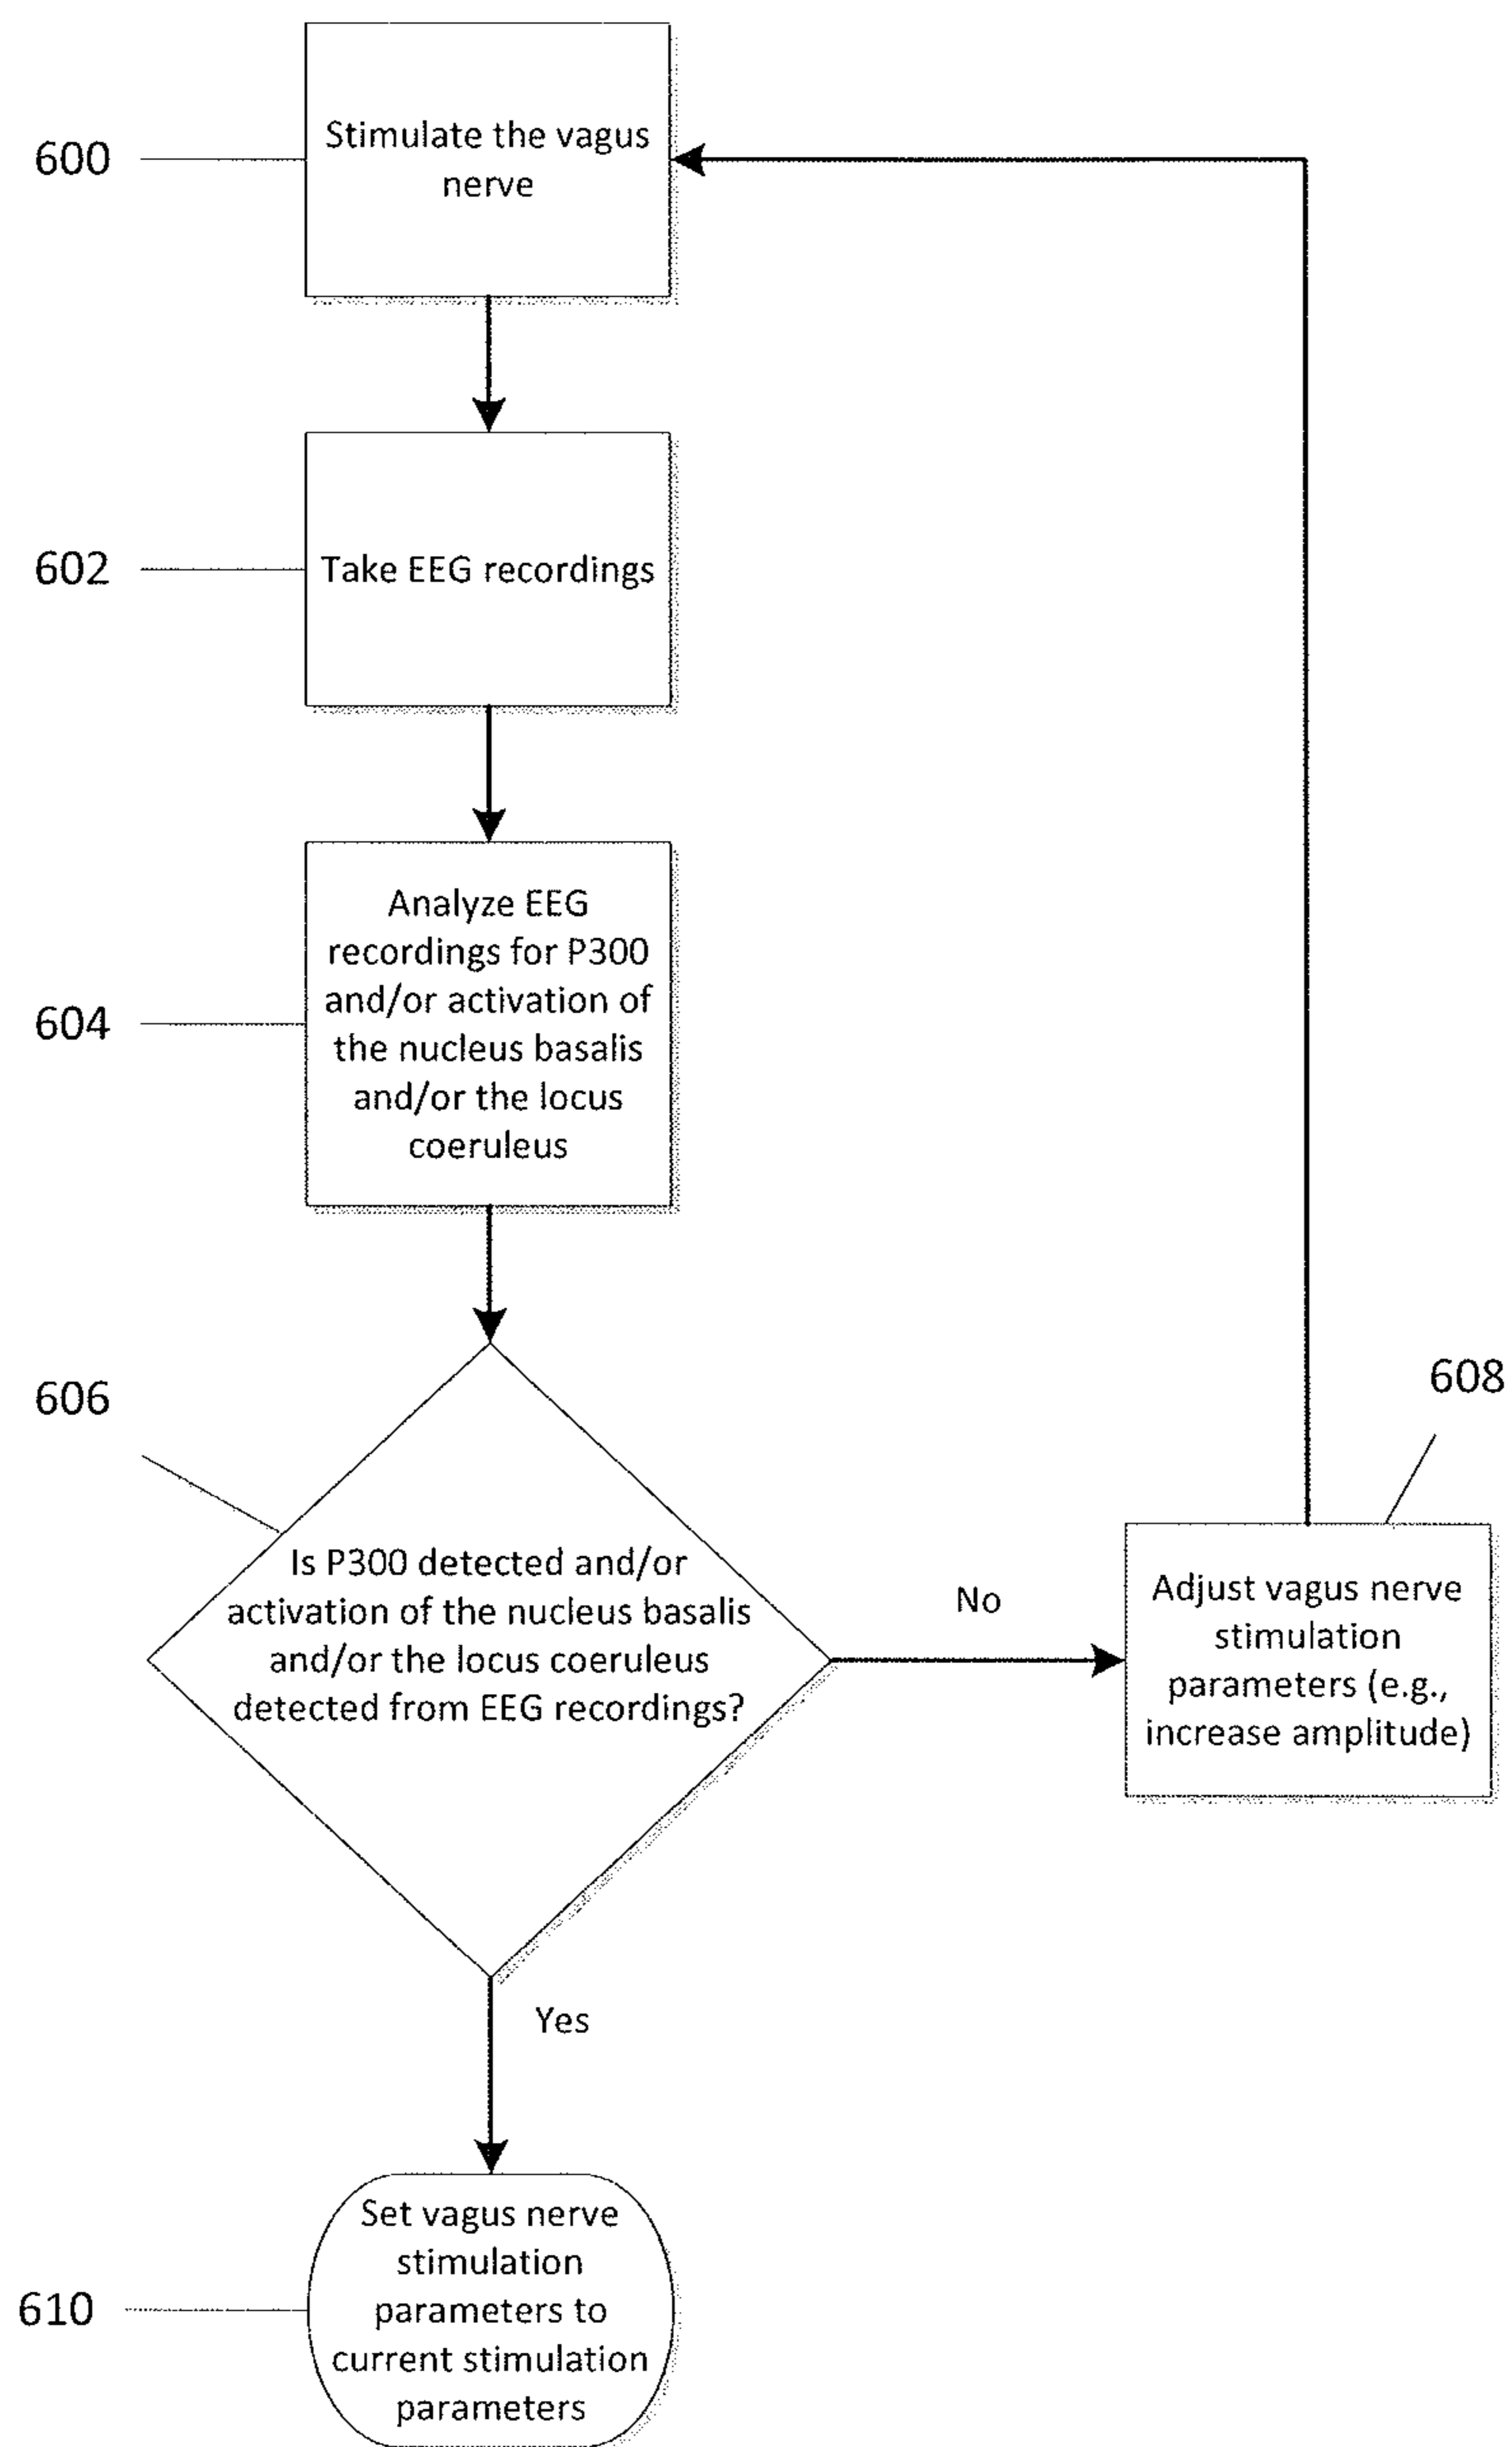 600
Stimulate the vagus
nerve
602
Take EEG recordings
604
Analyze EEG
recordings for P300
and/or activation of
the nucleus basalis
and/or the locus
coeruleus
606
Is P300 detected and/or
activation of the nucleus basalis
and/or the locus coeruleus
detected from EEG recordings?
No
608
Adjust vagus nerve
stimulation
parameters (e.g.,
increase amplitude)
Yes
610
Set vagus nerve
stimulation
parameters to
current stimulation
parameters